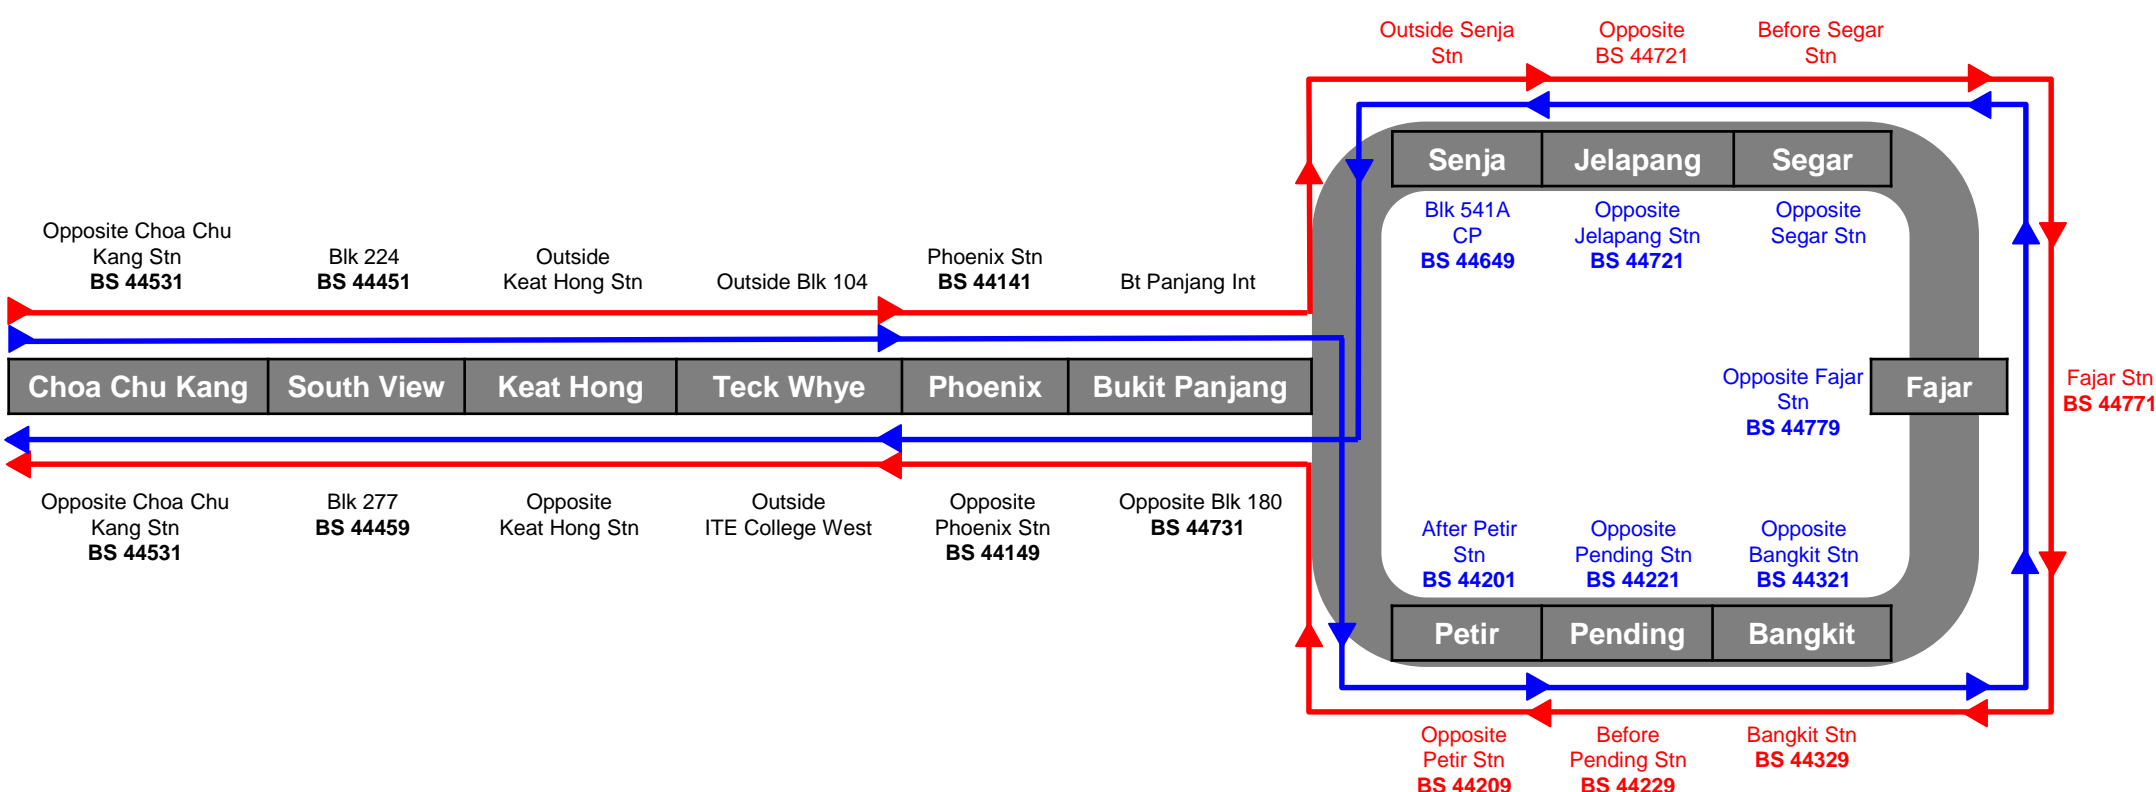 Outside Senja
Stn
Opposite
BS 44721
Before Segar
Stn
Senja
Jelapang
Segar
Blk 541A
CP
BS 44649
Opposite
Jelapang Stn
BS 44721
Opposite
Segar Stn
Opposite Choa Chu
Kang Stn
BS 44531
Blk 224
BS 44451
Outside
Keat Hong Stn
Outside Blk 104
Phoenix Stn
BS 44141
Bt Panjang Int
Choa Chu Kang
South View
Keat Hong
Teck Whye
Phoenix
Bukit Panjang
Opposite Fajar
Stn
BS 44779
Fajar
Fajar Stn
BS 44771
Opposite Choa Chu
Kang Stn
BS 44531
Blk 277
BS 44459
Opposite
Keat Hong Stn
Outside
ITE College West
Opposite
Phoenix Stn
BS 44149
Opposite Blk 180
BS 44731
After Petir
Stn
BS 44201
Opposite
Pending Stn
BS 44221
Opposite
Bangkit Stn
BS 44321
Petir
Pending
Bangkit
Opposite
Petir Stn
BS 44209
Before
Pending Stn
BS 44229
Bangkit Stn
BS 44329